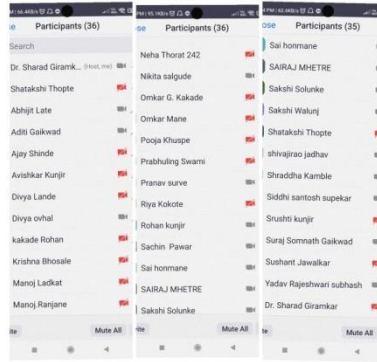 Participants (36)
Search
Dr. Sharad Giramk... (Host, me)
Shatakshi Thopte
Abhijit Late
Aditi Gaikwad
Ajay Shinde
Avishkar Kunjir
Divya Lande
Divya ovhal
kakade Rohan
Krishna Bhosale
Manoj Ladkat
Manoj.Ranjane
Mute All
Participants (36)
Neha Thorat 242
Nikita salgude
Omkar G. Kakade
Omkar Mane
Pooja Khuspe
Prabhuling Swami
Pranav surve
Riya Kokote
Rohan kunjir
Sachin Pawar
Sai honmane
SAIRAJ MHETRE
Sakshi Solunke
Mute All
Participants (35)
Sai honmane
SAIRAJ MHETRE
Sakshi Solunke
Sakshi Walunj
Shatakshi Thopte
shivajirao jadhav
Shraddha Kamble
Siddhi santosh supekar
Srushti kunjir
Suraj Somnath Gaikwad
Sushant Jawalkar
Yadav Rajeshwari subhash
Dr. Sharad Giramkar
Mute All